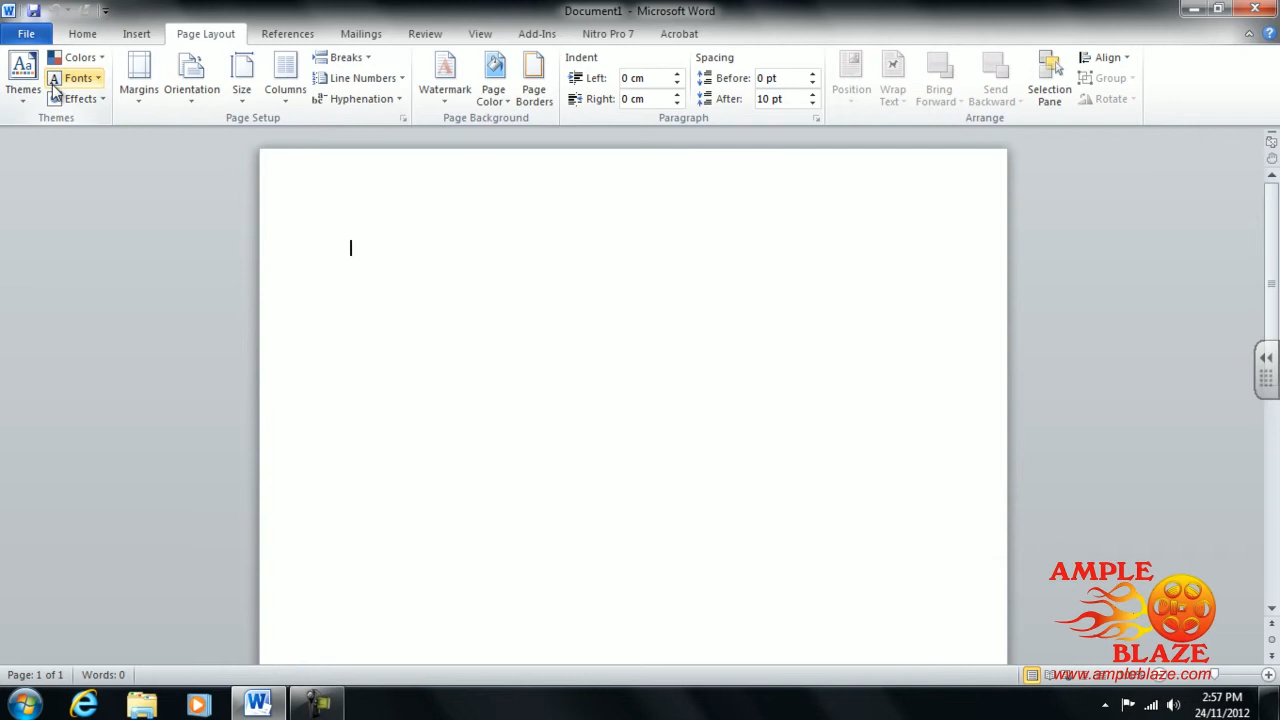 Document1 - Microsoft Word
File Home Insert Page Layout References Mailings Review View Add-Ins Nitro Pro 7 Acrobat
Themes
Colors
Fonts
Effects
Themes
Margins
Orientation
Size
Columns
Breaks
Line Numbers
Hyphenation
Page Setup
Watermark
Page Color
Page Borders
Page Background
Indent
Left: 0 cm
Right: 0 cm
Spacing
Before: 0 pt
After: 10 pt
Paragraph
Position
Wrap Text
Bring Forward
Send Backward
Selection Pane
Align
Group
Rotate
Arrange
AMPLE
BLAZE
www.ampleblaze.com
Page: 1 of 1 Words: 0
2:57 PM
24/11/2012